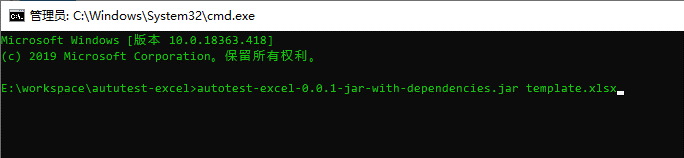 管理员: C:\Windows\System32\cmd.exe
Microsoft Windows [版本 10.0.18363.418]
(c) 2019 Microsoft Corporation。保留所有权利。
E:\workspace\aututest-excel>autotest-excel-0.0.1-jar-with-dependencies.jar template.xlsx